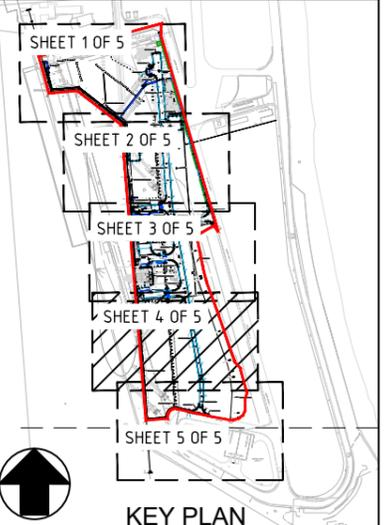 SHEET 1 OF 5
SHEET 2 OF 5
SHEET 3 OF 5
SHEET 4 OF 5
SHEET 5 OF 5
KEY PLAN